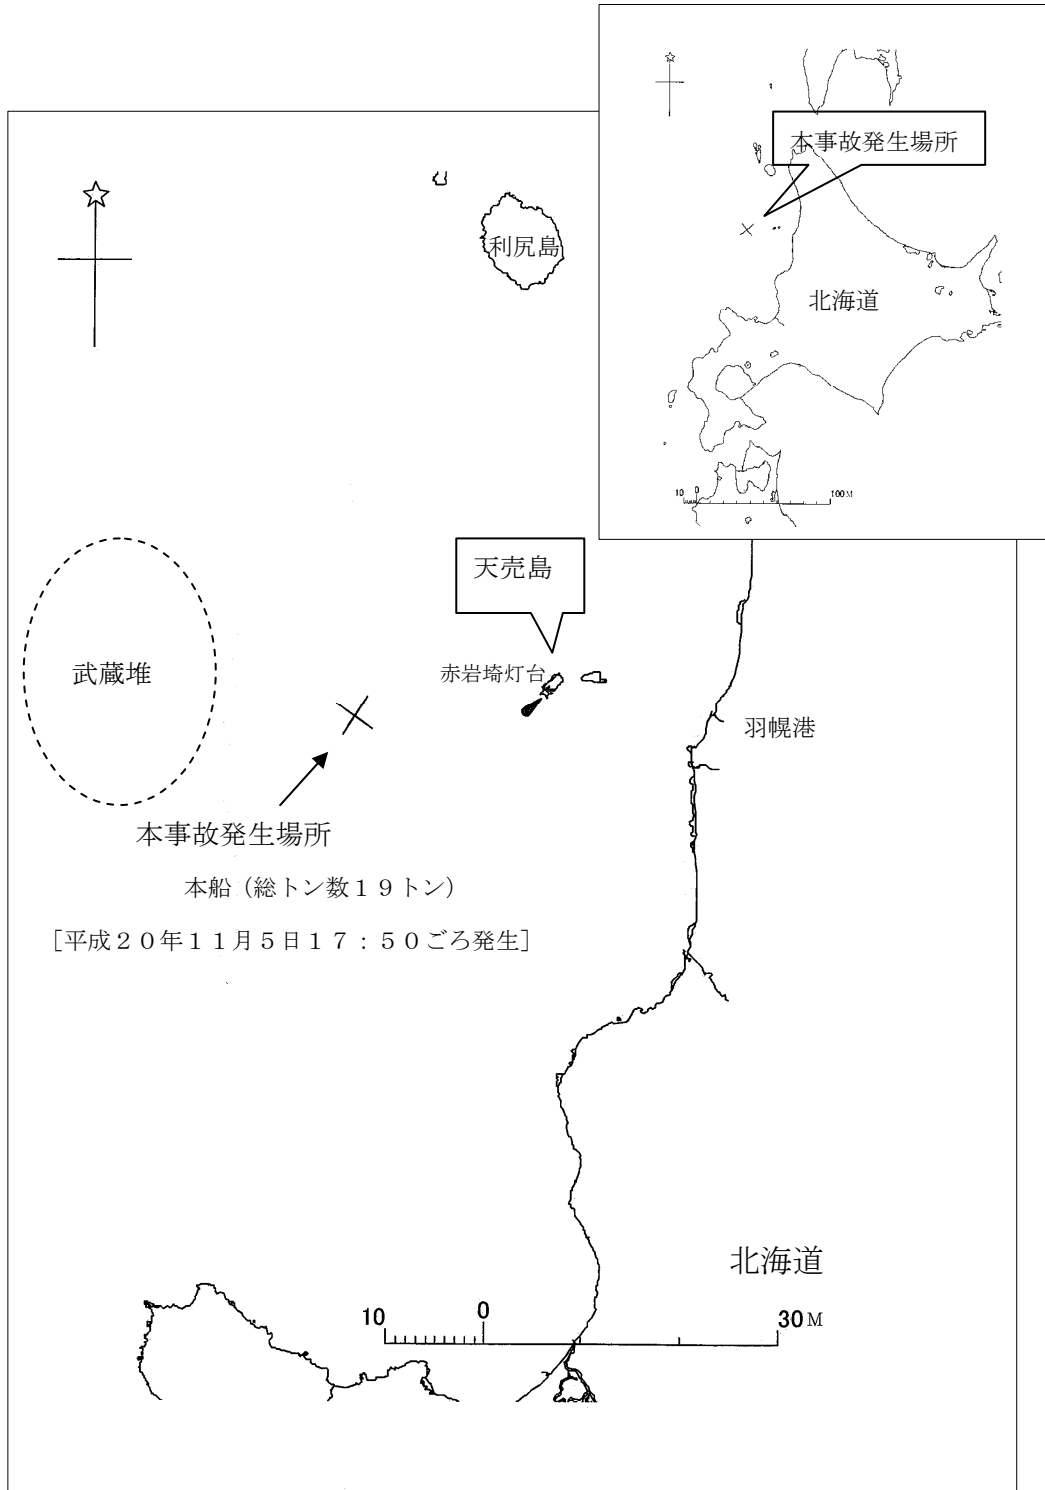 本事故発生場所
北海道
10 0 100M
利尻島
天売島
武蔵堆
赤岩埼灯台
羽幌港
本事故発生場所
本船（総トン数１９トン）
［平成２０年１１月５日１７：５０ごろ発生］
北海道
10 0 30M